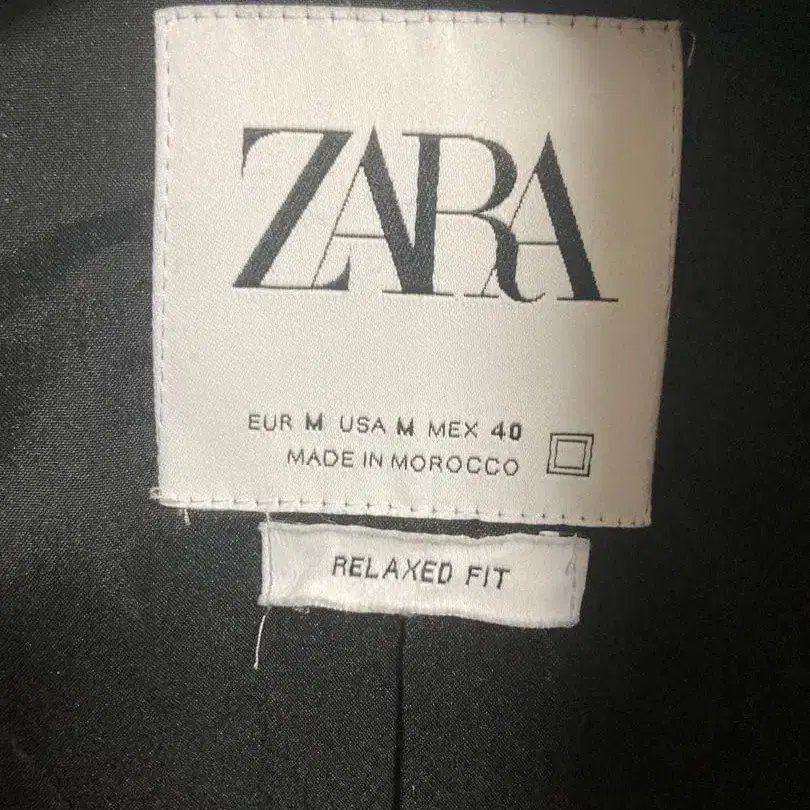 ZARA
EUR M USA M MEX 40
MADE IN MOROCCO
RELAXED FIT